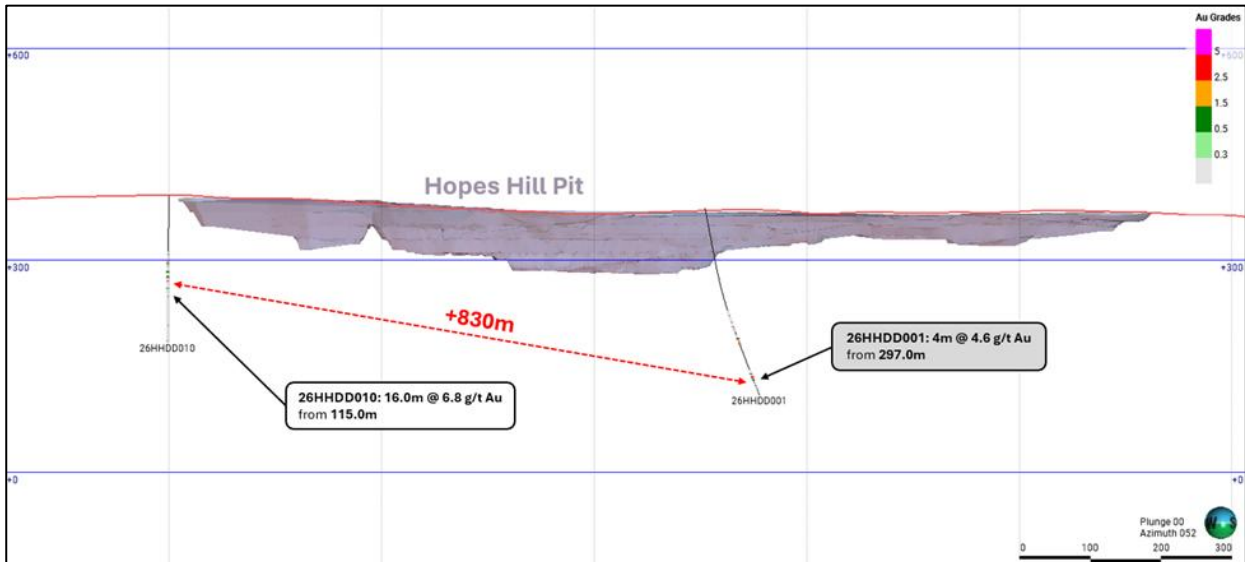 Au Grades
+600
5
+600
2.5
1.5
0.5
0.3
Hopes Hill Pit
+300
+300
+830m
26HHDD010
26HHDD001: 4m @ 4.6 g/t Au
from 297.0m
26HHDD010: 16.0m @ 6.8 g/t Au
from 115.0m
26HHDD001
+0
+0
Plunge 00
Azimuth 052
W S
0 100 200 300